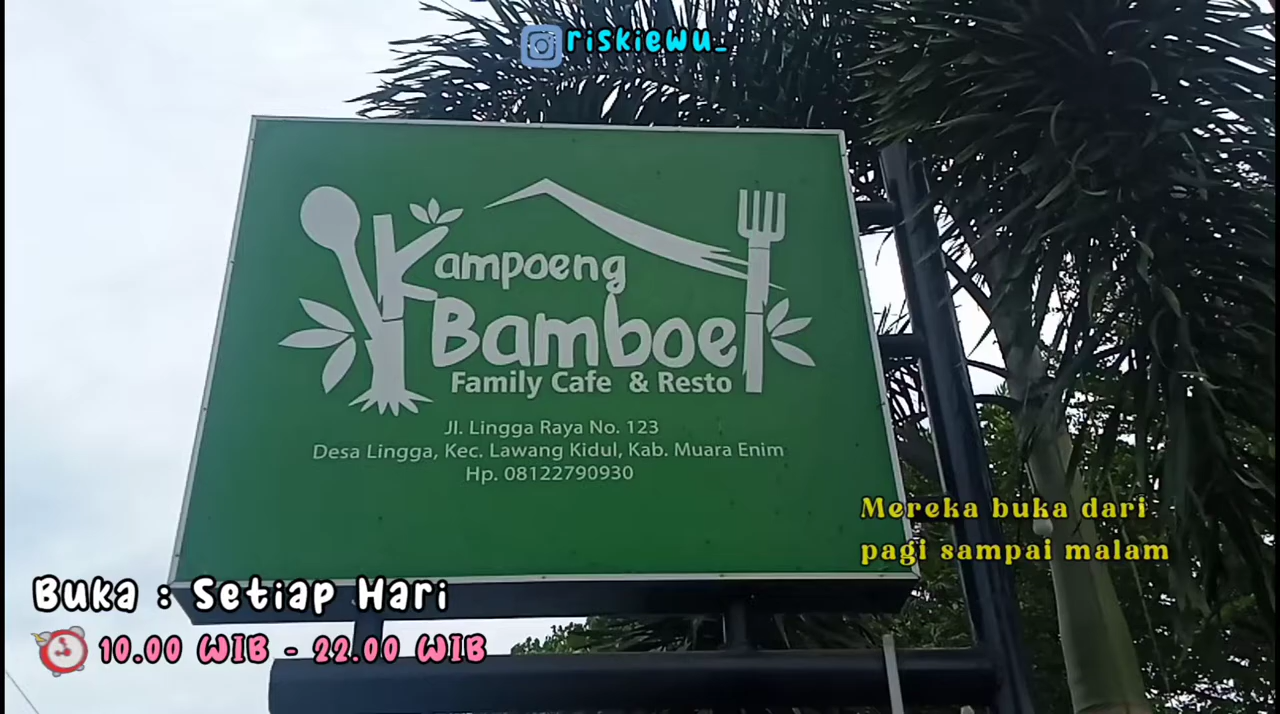 riskiewu_
Kampoeng
Bamboe
Family Cafe & Resto
Jl. Lingga Raya No. 123
Desa Lingga, Kec. Lawang Kidul, Kab. Muara Enim
Hp. 08122790930
Mereka buka dari
pagi sampai malam
Buka : Setiap Hari
10.00 WIB - 22.00 WIB